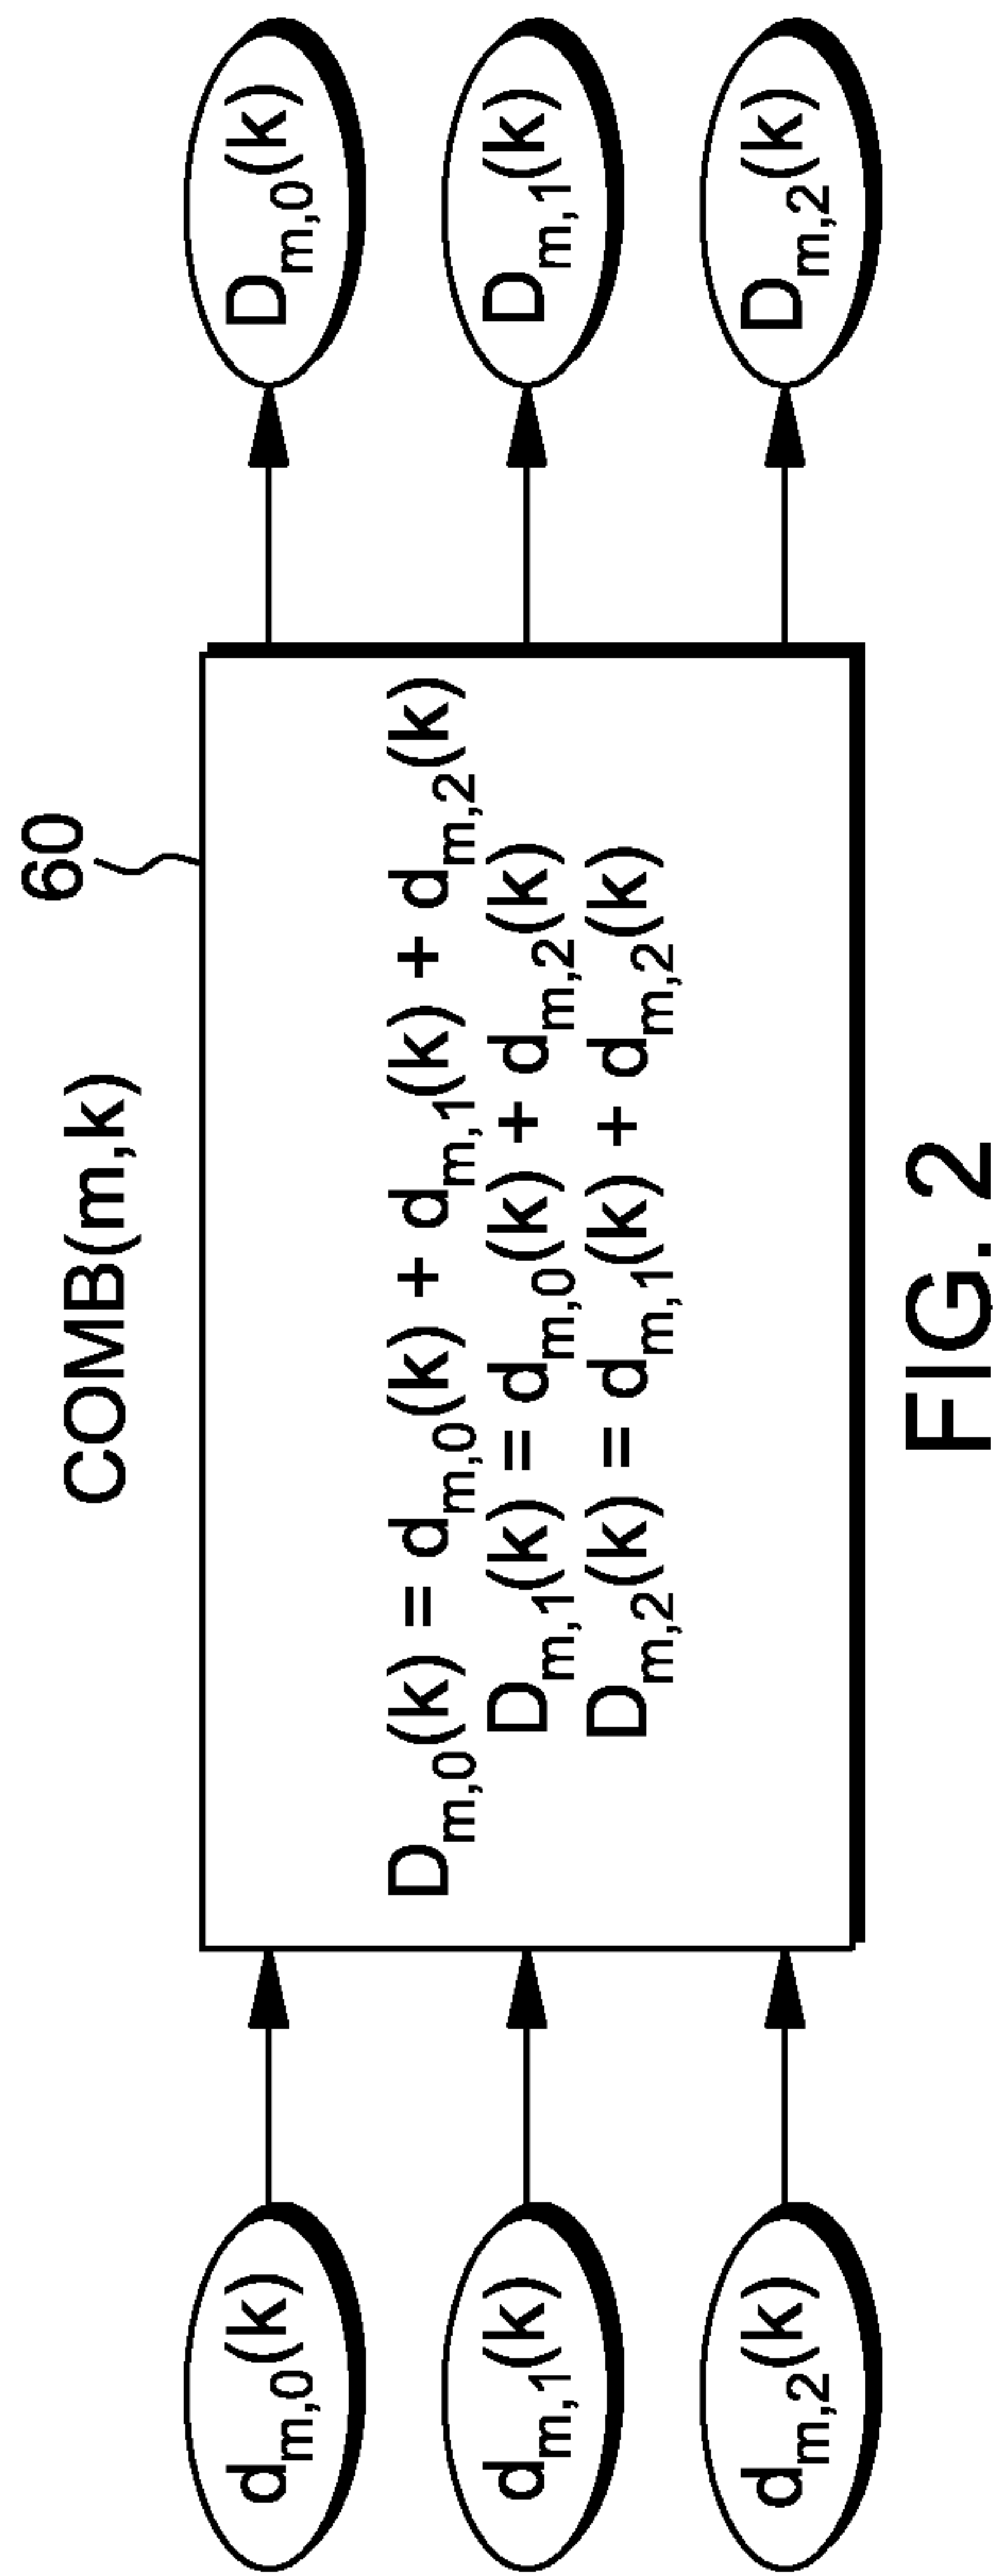 COMB(m,k)
60
d_{m,0}(k)
d_{m,1}(k)
d_{m,2}(k)
D_{m,0}(k) = d_{m,0}(k) + d_{m,1}(k) + d_{m,2}(k)
D_{m,1}(k) = d_{m,0}(k) + d_{m,2}(k)
D_{m,2}(k) = d_{m,1}(k) + d_{m,2}(k)
D_{m,0}(k)
D_{m,1}(k)
D_{m,2}(k)
FIG. 2